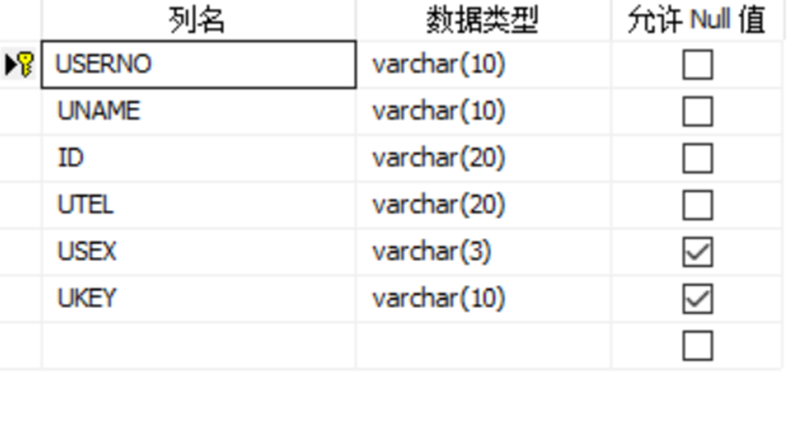 列名 数据类型 允许 Null 值
USERNO varchar(10)
UNAME varchar(10)
ID varchar(20)
UTEL varchar(20)
USEX varchar(3)
UKEY varchar(10)